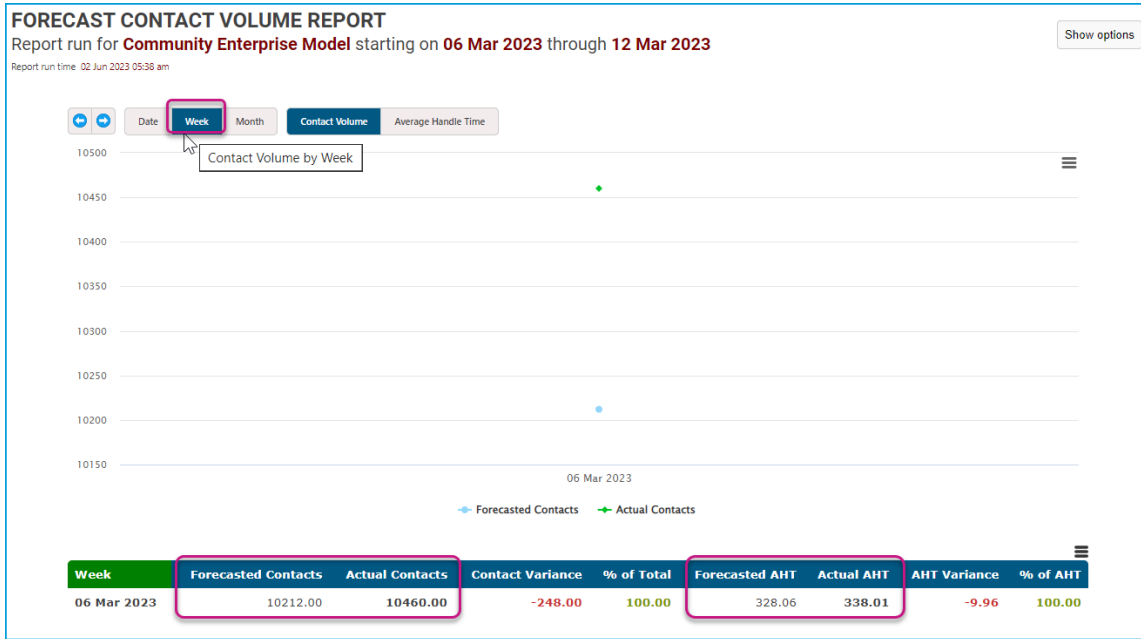 FORECAST CONTACT VOLUME REPORT
Report run for Community Enterprise Model starting on 06 Mar 2023 through 12 Mar 2023
Show options
Report run time 02 Jun 2023 05:38 am
Date Week Month Contact Volume Average Handle Time
Contact Volume by Week
10500
10450
10400
10350
10300
10250
10200
10150
06 Mar 2023
Forecasted Contacts Actual Contacts
Week Forecasted Contacts Actual Contacts Contact Variance % of Total Forecasted AHT Actual AHT AHT Variance % of AHT
06 Mar 2023 10212.00 10460.00 -248.00 100.00 328.06 338.01 -9.96 100.00